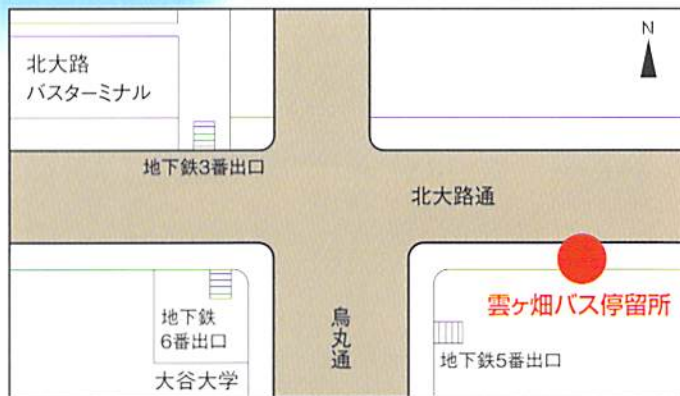 北大路
バスターミナル
N
地下鉄3番出口
北大路通
雲ヶ畑バス停留所
地下鉄
6番出口
烏丸通
地下鉄5番出口
大谷大学